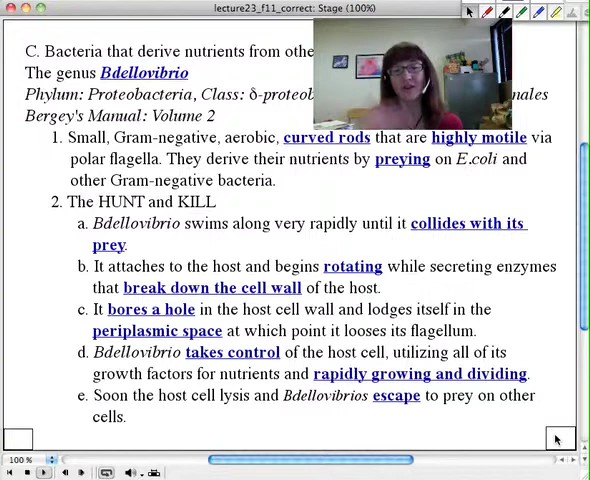 lecture23_f11_correct: Stage (100%)
C. Bacteria that derive nutrients from othe
The genus Bdellovibrio
Phylum: Proteobacteria, Class: δ-proteob nales
Bergey's Manual: Volume 2
1. Small, Gram-negative, aerobic, curved rods that are highly motile via
polar flagella. They derive their nutrients by preying on E.coli and
other Gram-negative bacteria.
2. The HUNT and KILL
a. Bdellovibrio swims along very rapidly until it collides with its
prey.
b. It attaches to the host and begins rotating while secreting enzymes
that break down the cell wall of the host.
c. It bores a hole in the host cell wall and lodges itself in the
periplasmic space at which point it looses its flagellum.
d. Bdellovibrio takes control of the host cell, utilizing all of its
growth factors for nutrients and rapidly growing and dividing.
e. Soon the host cell lysis and Bdellovibrios escape to prey on other
cells.
100 %